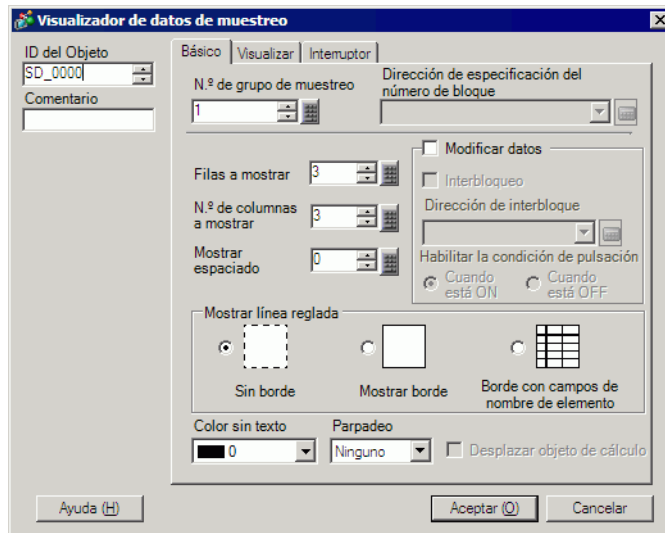 Visualizador de datos de muestreo
ID del Objeto
SD_0000
Comentario
Básico
Visualizar
Interruptor
N.º de grupo de muestreo
1
Dirección de especificación del
número de bloque
Filas a mostrar
3
N.º de columnas
a mostrar
3
Mostrar
espaciado
0
Modificar datos
Interbloqueo
Dirección de interbloque
Habilitar la condición de pulsación
Cuando
está ON
Cuando
está OFF
Mostrar línea reglada
Sin borde
Mostrar borde
Borde con campos de
nombre de elemento
Color sin texto
0
Parpadeo
Ninguno
Desplazar objeto de cálculo
Ayuda (H)
Aceptar (O)
Cancelar